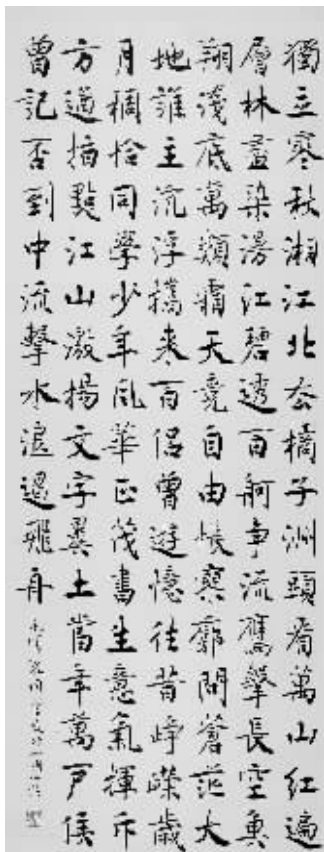 獨立寒秋湘江北去橘子洲頭看萬山紅遍
層林盡染漫江碧透百舸爭流鷹擊長空魚
翔淺底萬類霜天競自由悵寥廓問蒼茫大
地誰主沉浮攜来百侶曾遊憶往昔崢嶸歲
月稠恰同學少年风華正茂書生意氣揮斥
方遒指點江山激揚文字糞土當年萬戶侯
曾記否到中流擊水浪遏飛舟